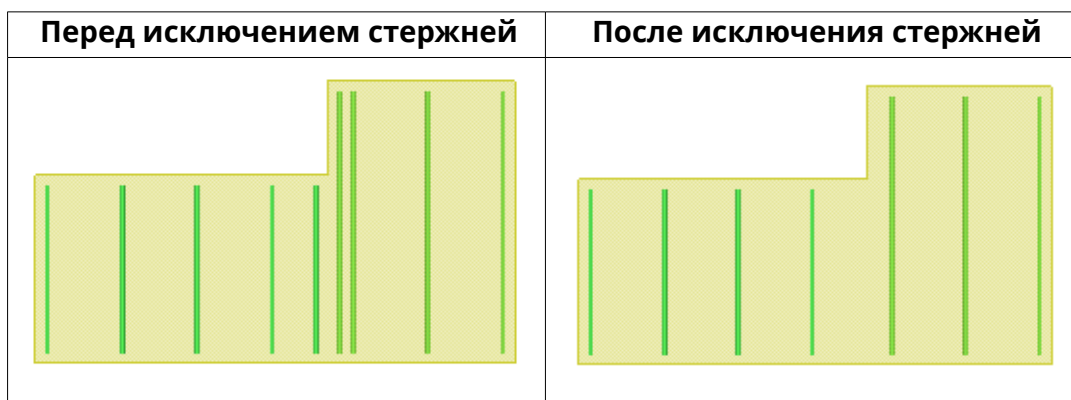 Перед исключением стержней
После исключения стержней